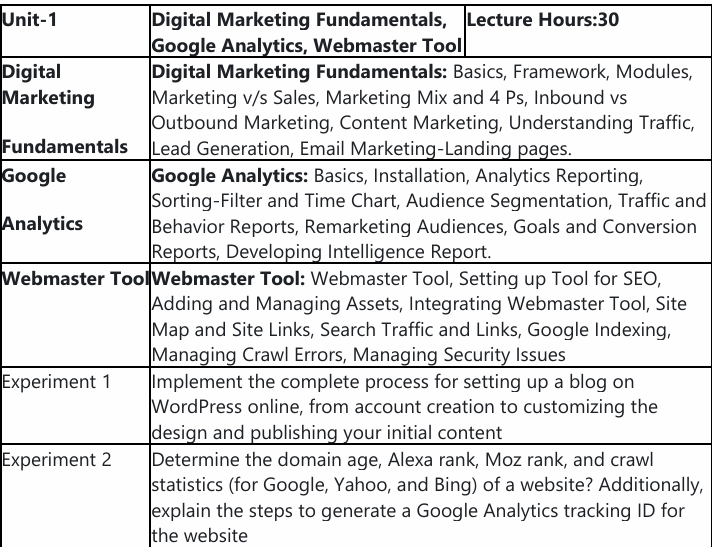 Unit-1
Digital Marketing Fundamentals,
Google Analytics, Webmaster Tool
Lecture Hours:30
Digital
Marketing
Fundamentals
Digital Marketing Fundamentals: Basics, Framework, Modules,
Marketing v/s Sales, Marketing Mix and 4 Ps, Inbound vs
Outbound Marketing, Content Marketing, Understanding Traffic,
Lead Generation, Email Marketing-Landing pages.
Google
Analytics
Google Analytics: Basics, Installation, Analytics Reporting,
Sorting-Filter and Time Chart, Audience Segmentation, Traffic and
Behavior Reports, Remarketing Audiences, Goals and Conversion
Reports, Developing Intelligence Report.
Webmaster Tool
Webmaster Tool: Webmaster Tool, Setting up Tool for SEO,
Adding and Managing Assets, Integrating Webmaster Tool, Site
Map and Site Links, Search Traffic and Links, Google Indexing,
Managing Crawl Errors, Managing Security Issues
Experiment 1
Implement the complete process for setting up a blog on
WordPress online, from account creation to customizing the
design and publishing your initial content
Experiment 2
Determine the domain age, Alexa rank, Moz rank, and crawl
statistics (for Google, Yahoo, and Bing) of a website? Additionally,
explain the steps to generate a Google Analytics tracking ID for
the website